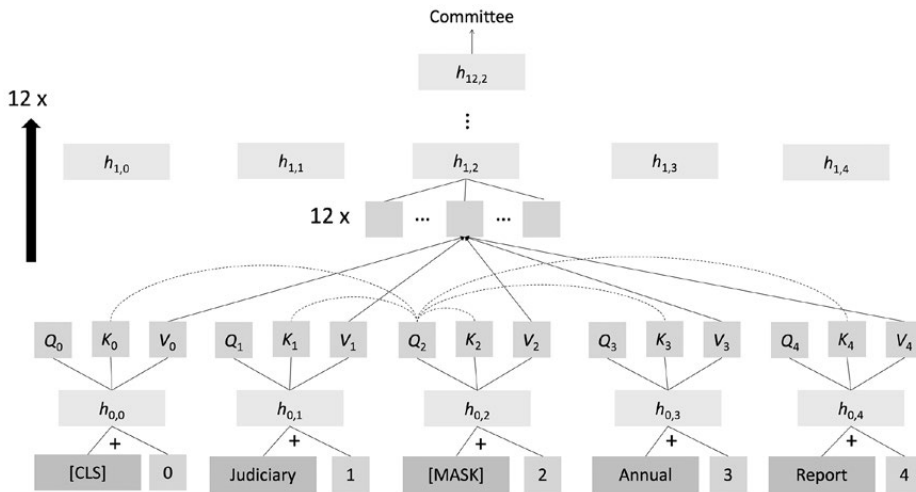 Committee
h12,2
12 x
⋮
h1,0 h1,1 h1,2 h1,3 h1,4
12 x ... ...
Q0 K0 V0 Q1 K1 V1 Q2 K2 V2 Q3 K3 V3 Q4 K4 V4
h0,0 h0,1 h0,2 h0,3 h0,4
+ + + + +
[CLS] 0 Judiciary 1 [MASK] 2 Annual 3 Report 4